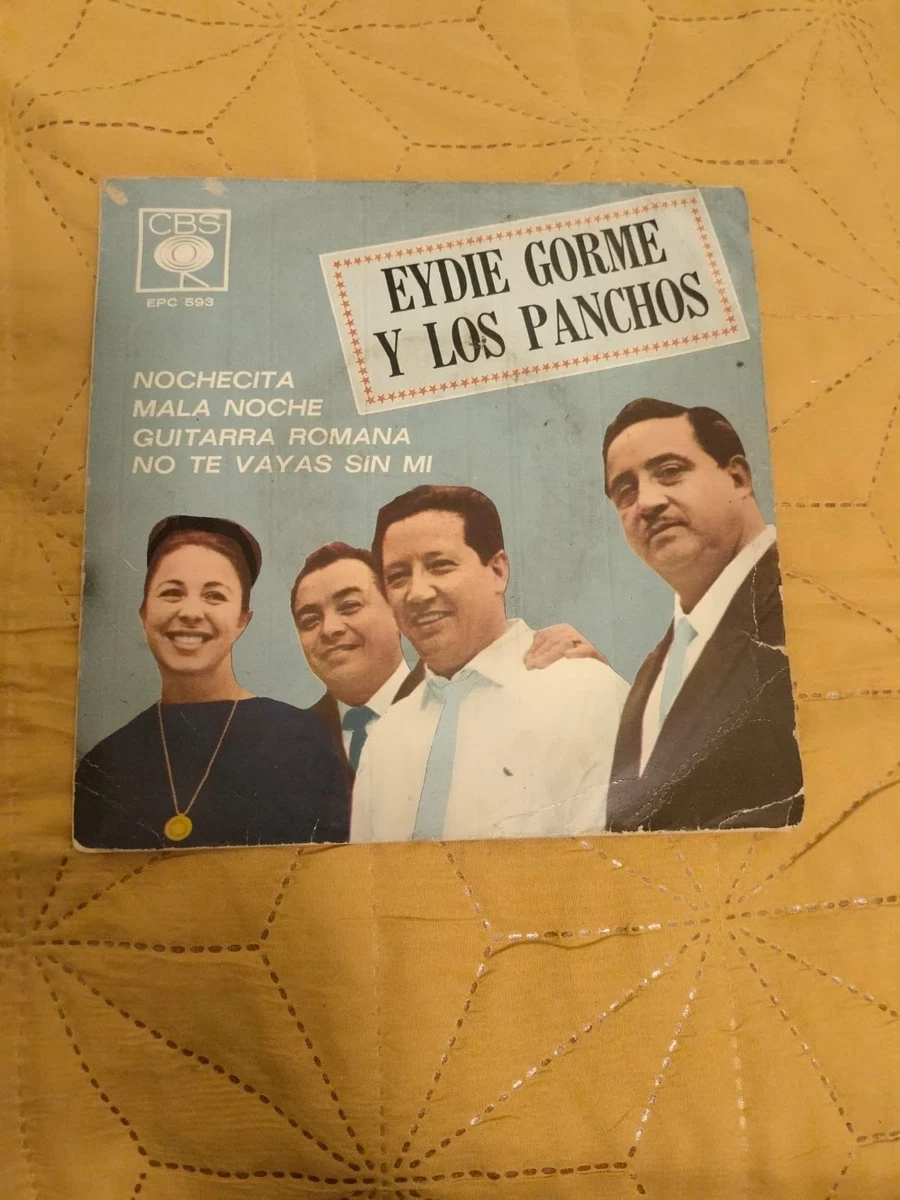 CBS
EPC 593
EYDIE GORME
Y LOS PANCHOS
NOCHECITA
MALA NOCHE
GUITARRA ROMANA
NO TE VAYAS SIN MI